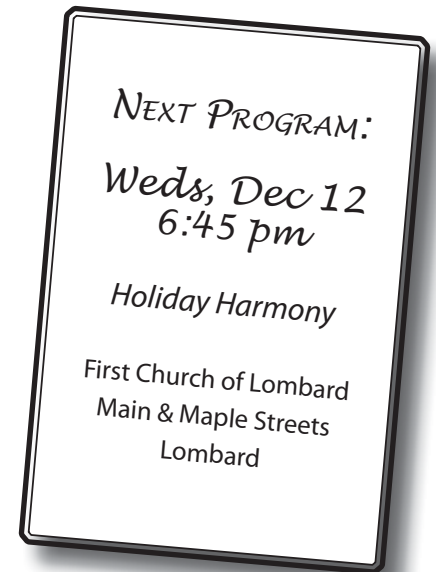 NEXT PROGRAM:
Weds, Dec 12
6:45 pm
Holiday Harmony
First Church of Lombard
Main & Maple Streets
Lombard